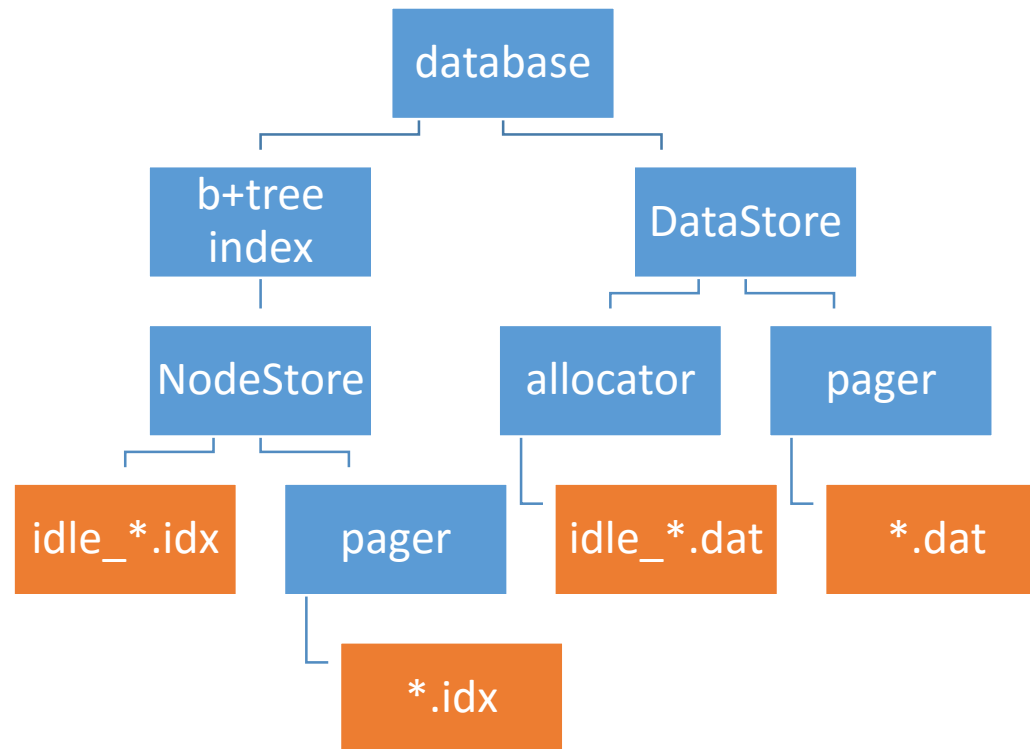 database
b+tree
index
DataStore
NodeStore
allocator
pager
idle_*.idx
pager
idle_*.dat
*.dat
*.idx